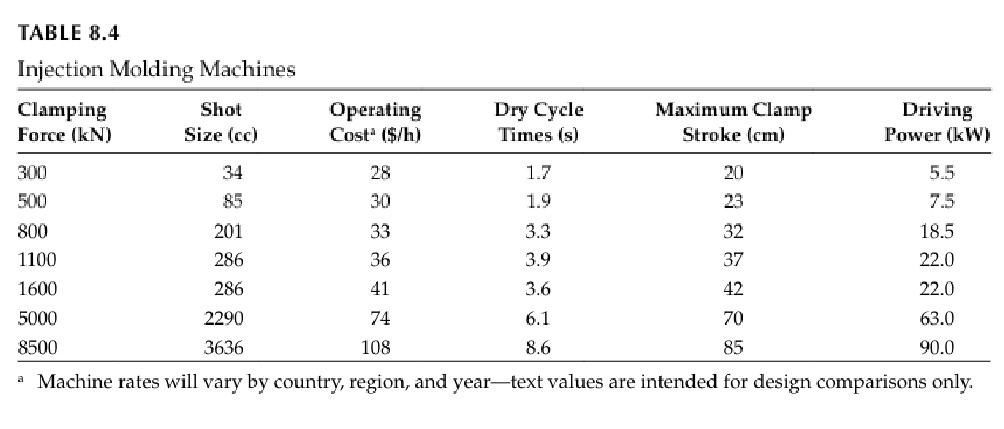 TABLE 8.4
Injection Molding Machines
Clamping Shot Operating Dry Cycle Maximum Clamp Driving
Force (kN) Size (cc) Costᵃ ($/h) Times (s) Stroke (cm) Power (kW)
300 34 28 1.7 20 5.5
500 85 30 1.9 23 7.5
800 201 33 3.3 32 18.5
1100 286 36 3.9 37 22.0
1600 286 41 3.6 42 22.0
5000 2290 74 6.1 70 63.0
8500 3636 108 8.6 85 90.0
ᵃ Machine rates will vary by country, region, and year—text values are intended for design comparisons only.